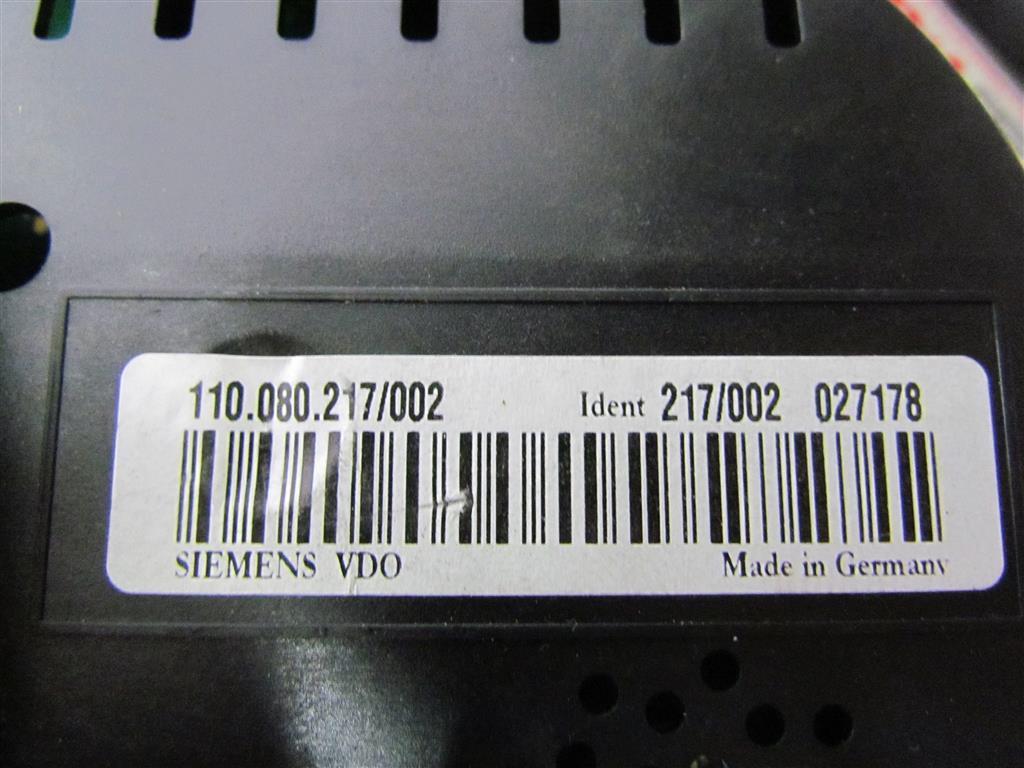 110.080.217/002 Ident 217/002 027178
SIEMENS VDO Made in Germany